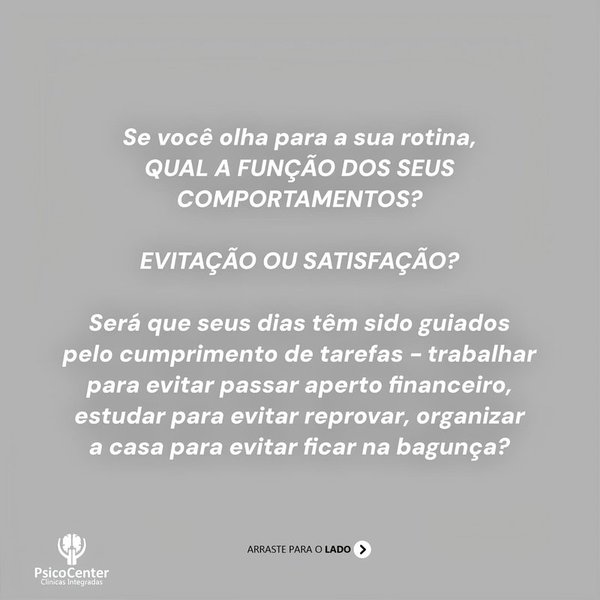 Se você olha para a sua rotina,
QUAL A FUNÇÃO DOS SEUS
COMPORTAMENTOS?
EVITAÇÃO OU SATISFAÇÃO?
Será que seus dias têm sido guiados
pelo cumprimento de tarefas - trabalhar
para evitar passar aperto financeiro,
estudar para evitar reprovar, organizar
a casa para evitar ficar na bagunça?
ARRASTE PARA O LADO
PsicoCenter
Clínicas Integradas